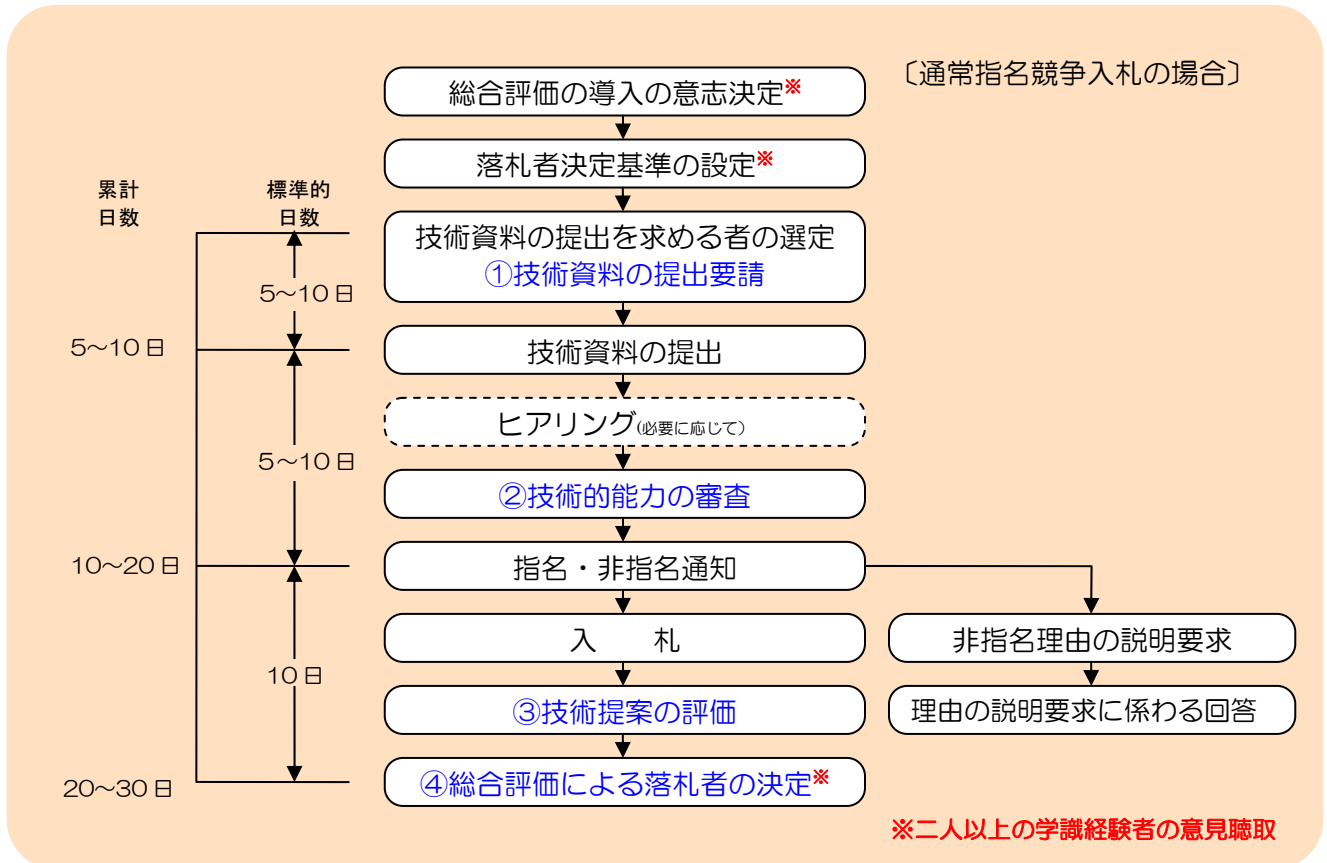 〔通常指名競争入札の場合〕
総合評価の導入の意志決定※
落札者決定基準の設定※
累計
日数
標準的
日数
技術資料の提出を求める者の選定
①技術資料の提出要請
5～10日
5～10日
技術資料の提出
ヒアリング(必要に応じて)
5～10日
②技術的能力の審査
10～20日
指名・非指名通知
入　　札
非指名理由の説明要求
10日
③技術提案の評価
理由の説明要求に係わる回答
20～30日
④総合評価による落札者の決定※
※二人以上の学識経験者の意見聴取